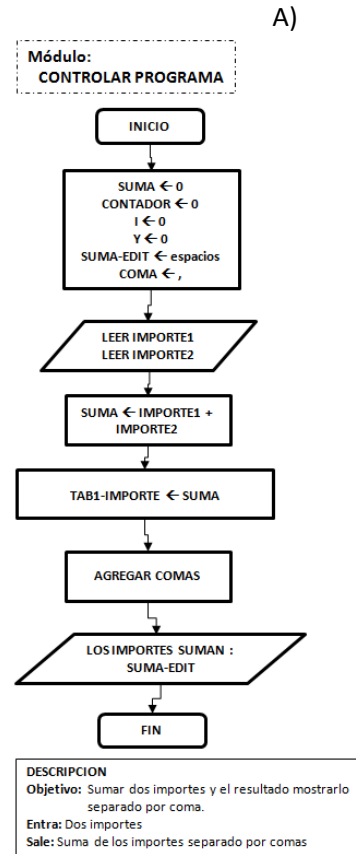 A)
Módulo:
CONTROLAR PROGRAMA
INICIO
SUMA ← 0
CONTADOR ← 0
I ← 0
Y ← 0
SUMA-EDIT ← espacios
COMA ← ,
LEER IMPORTE1
LEER IMPORTE2
SUMA ← IMPORTE1 +
IMPORTE2
TAB1-IMPORTE ← SUMA
AGREGAR COMAS
LOS IMPORTES SUMAN :
SUMA-EDIT
FIN
DESCRIPCION
Objetivo: Sumar dos importes y el resultado mostrarlo
separado por coma.
Entra: Dos importes
Sale: Suma de los importes separado por comas